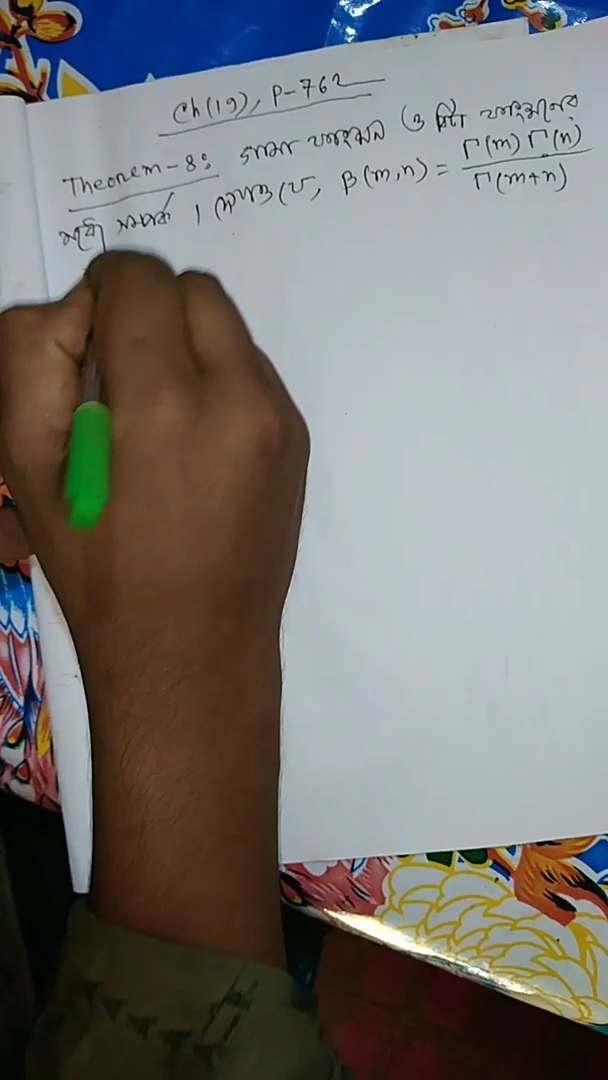 Ch(19), P-762
Theorem-8: গামা ফাংশন ও বিটা ফাংশনের
মধ্যে সম্পর্ক । দেখাও যে, β(m,n) = Γ(m) Γ(n) / Γ(m+n)